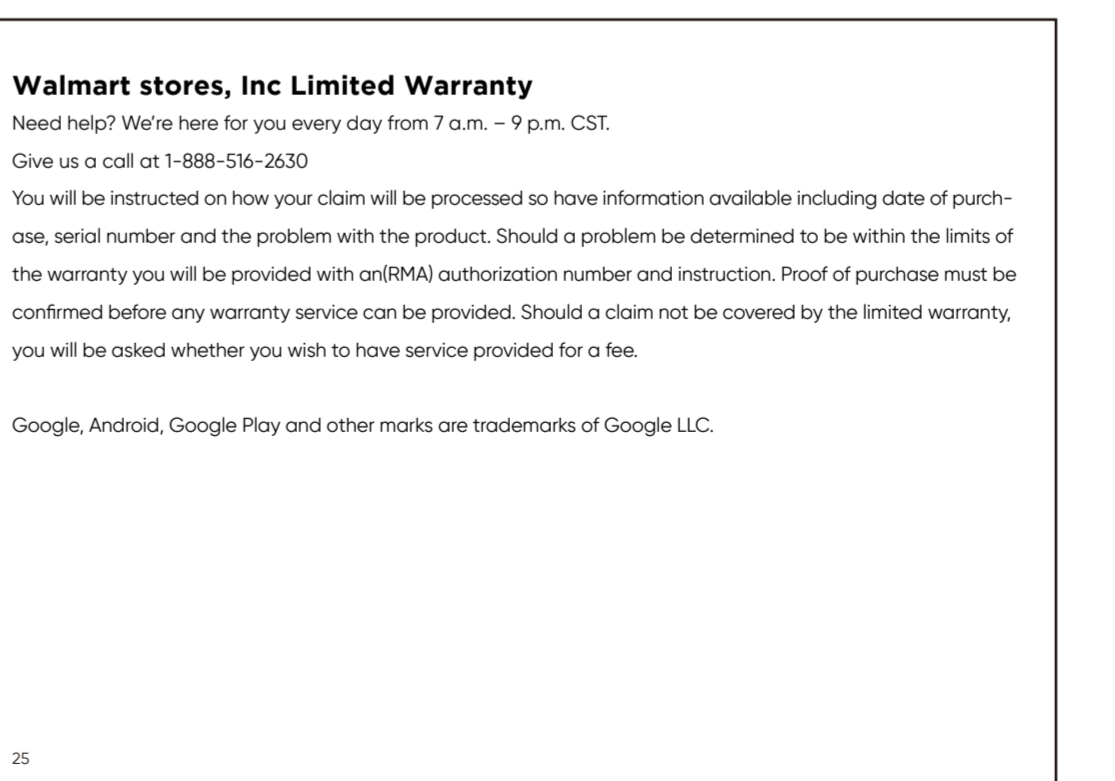 Walmart stores, Inc Limited Warranty
Need help? We're here for you every day from 7 a.m. – 9 p.m. CST.
Give us a call at 1-888-516-2630
You will be instructed on how your claim will be processed so have information available including date of purch-
ase, serial number and the problem with the product. Should a problem be determined to be within the limits of
the warranty you will be provided with an(RMA) authorization number and instruction. Proof of purchase must be
confirmed before any warranty service can be provided. Should a claim not be covered by the limited warranty,
you will be asked whether you wish to have service provided for a fee.
Google, Android, Google Play and other marks are trademarks of Google LLC.
25